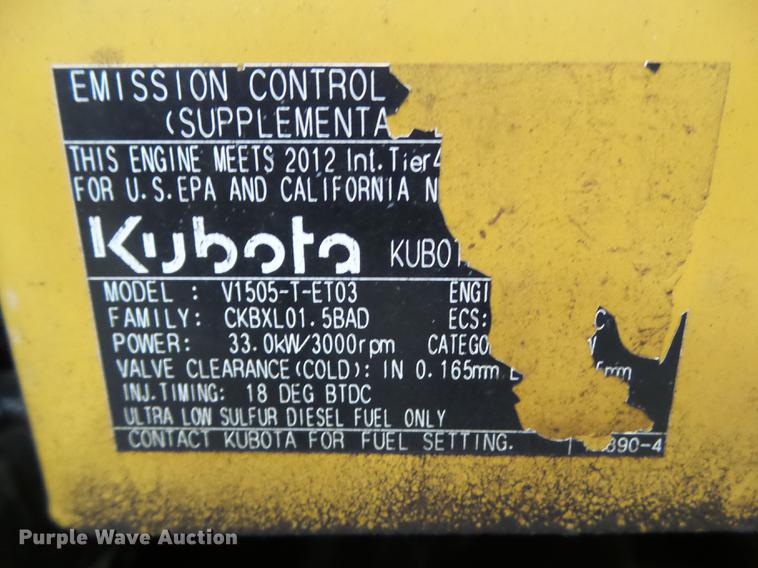 EMISSION CONTROL
(SUPPLEMENTA
THIS ENGINE MEETS 2012 Int. Tier4
FOR U.S.EPA AND CALIFORNIA N
Kubota KUBOT
MODEL : V1505-T-ET03 ENGI
FAMILY: CKBXL01.5BAD ECS: C
POWER: 33.0kW/3000rpm CATEGO
VALVE CLEARANCE(COLD): IN 0.165mm E 5mm
INJ.TIMING: 18 DEG BTDC
ULTRA LOW SULFUR DIESEL FUEL ONLY
CONTACT KUBOTA FOR FUEL SETTING. 890-4
Purple Wave Auction